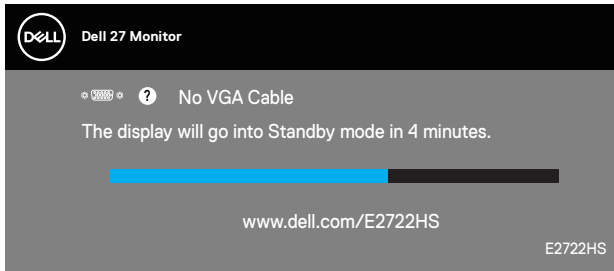 DELL
Dell 27 Monitor
? No VGA Cable
The display will go into Standby mode in 4 minutes.
www.dell.com/E2722HS
E2722HS